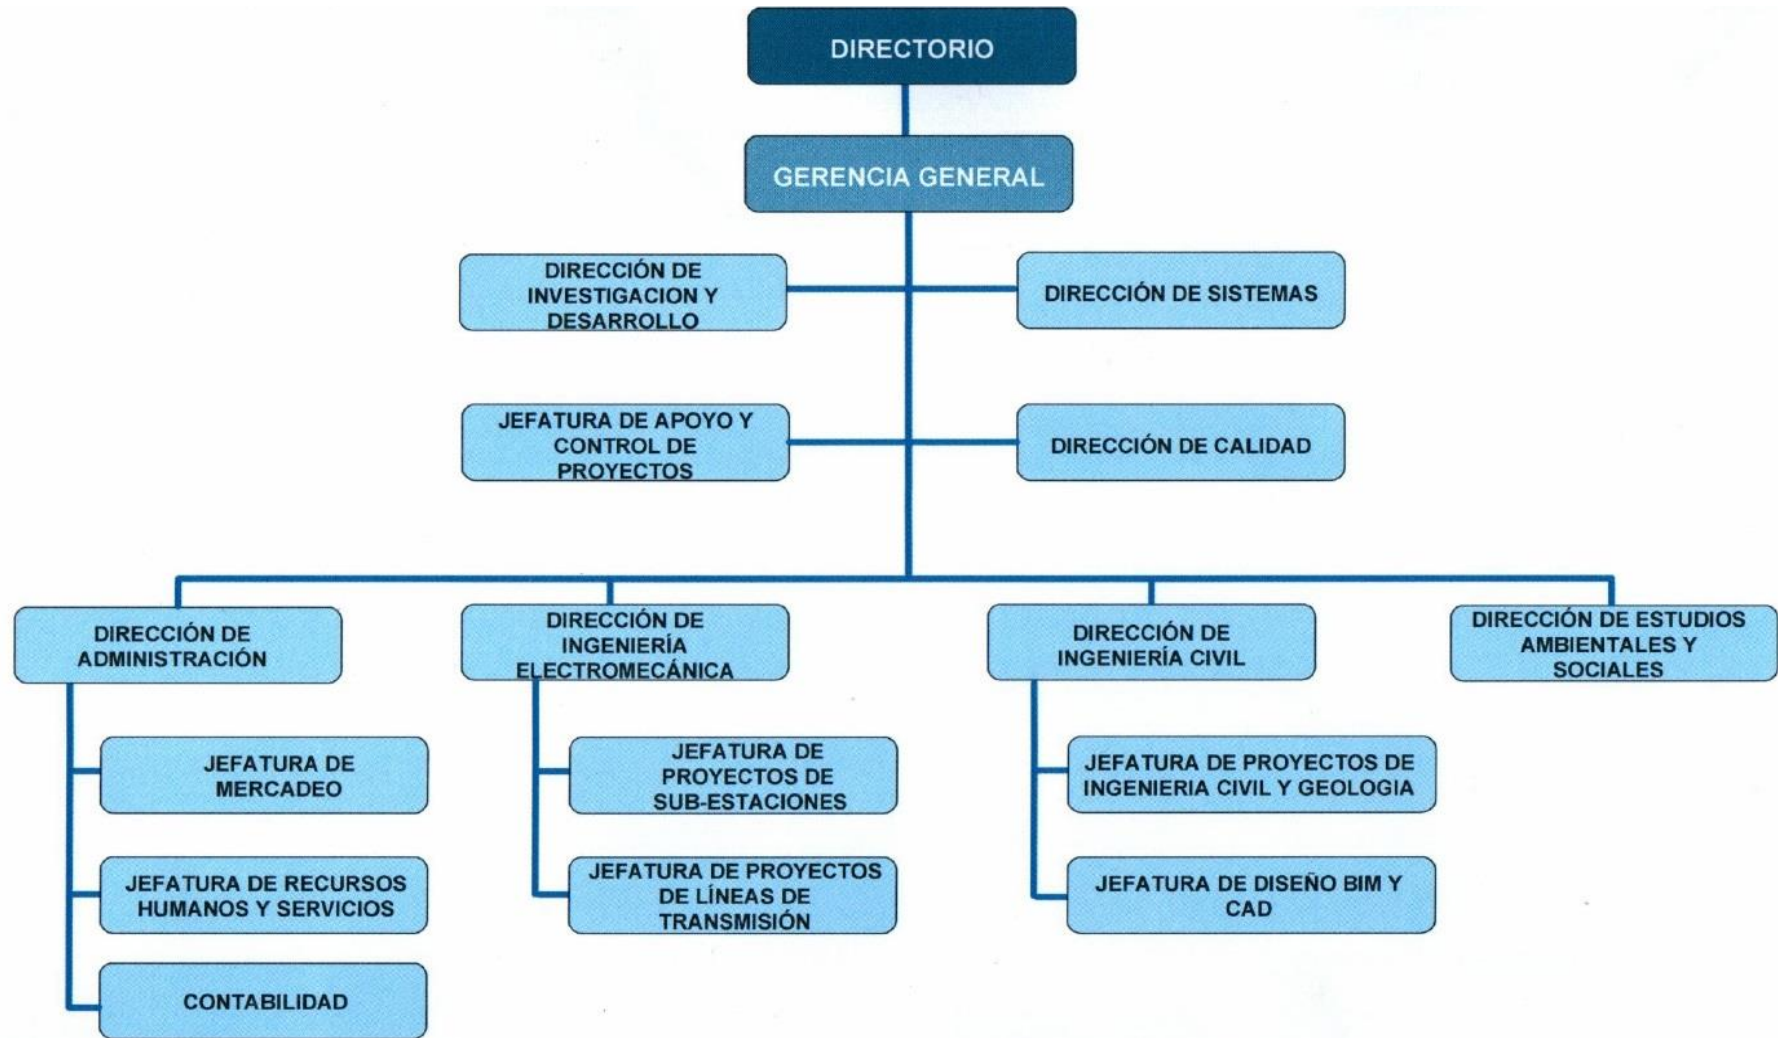 DIRECTORIO
GERENCIA GENERAL
DIRECCIÓN DE
INVESTIGACION Y
DESARROLLO
DIRECCIÓN DE SISTEMAS
JEFATURA DE APOYO Y
CONTROL DE
PROYECTOS
DIRECCIÓN DE CALIDAD
DIRECCIÓN DE
ADMINISTRACIÓN
DIRECCIÓN DE
INGENIERÍA
ELECTROMECÁNICA
DIRECCIÓN DE
INGENIERÍA CIVIL
DIRECCIÓN DE ESTUDIOS
AMBIENTALES Y
SOCIALES
JEFATURA DE
MERCADEO
JEFATURA DE RECURSOS
HUMANOS Y SERVICIOS
CONTABILIDAD
JEFATURA DE
PROYECTOS DE
SUB-ESTACIONES
JEFATURA DE PROYECTOS
DE LÍNEAS DE
TRANSMISIÓN
JEFATURA DE PROYECTOS DE
INGENIERIA CIVIL Y GEOLOGIA
JEFATURA DE DISEÑO BIM Y
CAD